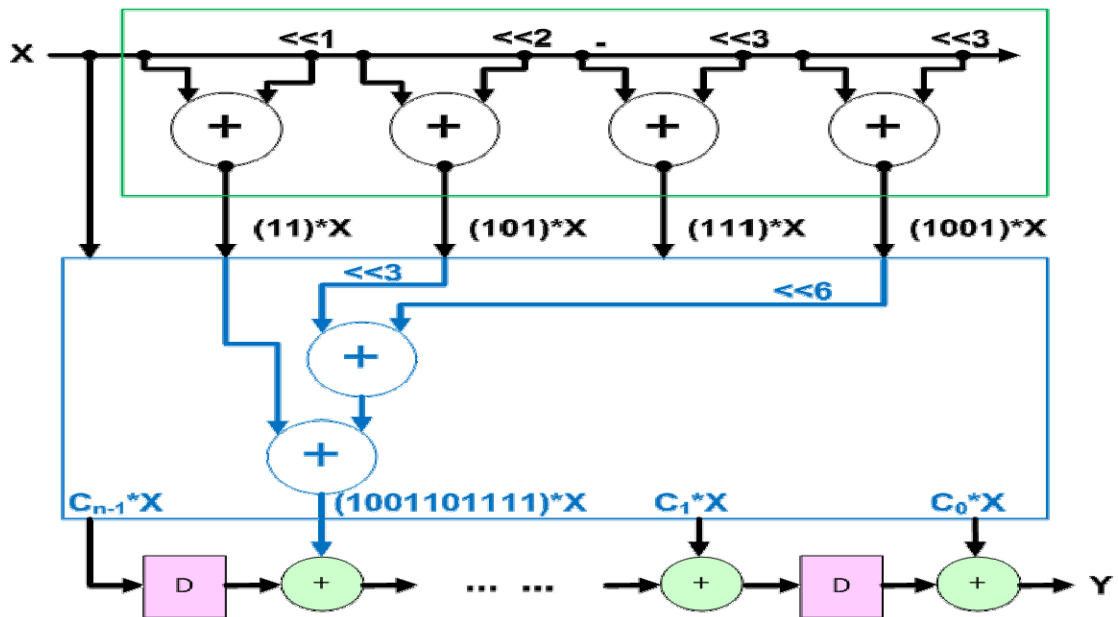 X <<1 <<2 - <<3 <<3
+ + + +
(11)*X (101)*X (111)*X (1001)*X
<<3 <<6
+
+
Cn-1*X (1001101111)*X C1*X C0*X
D + ... ... + D + Y